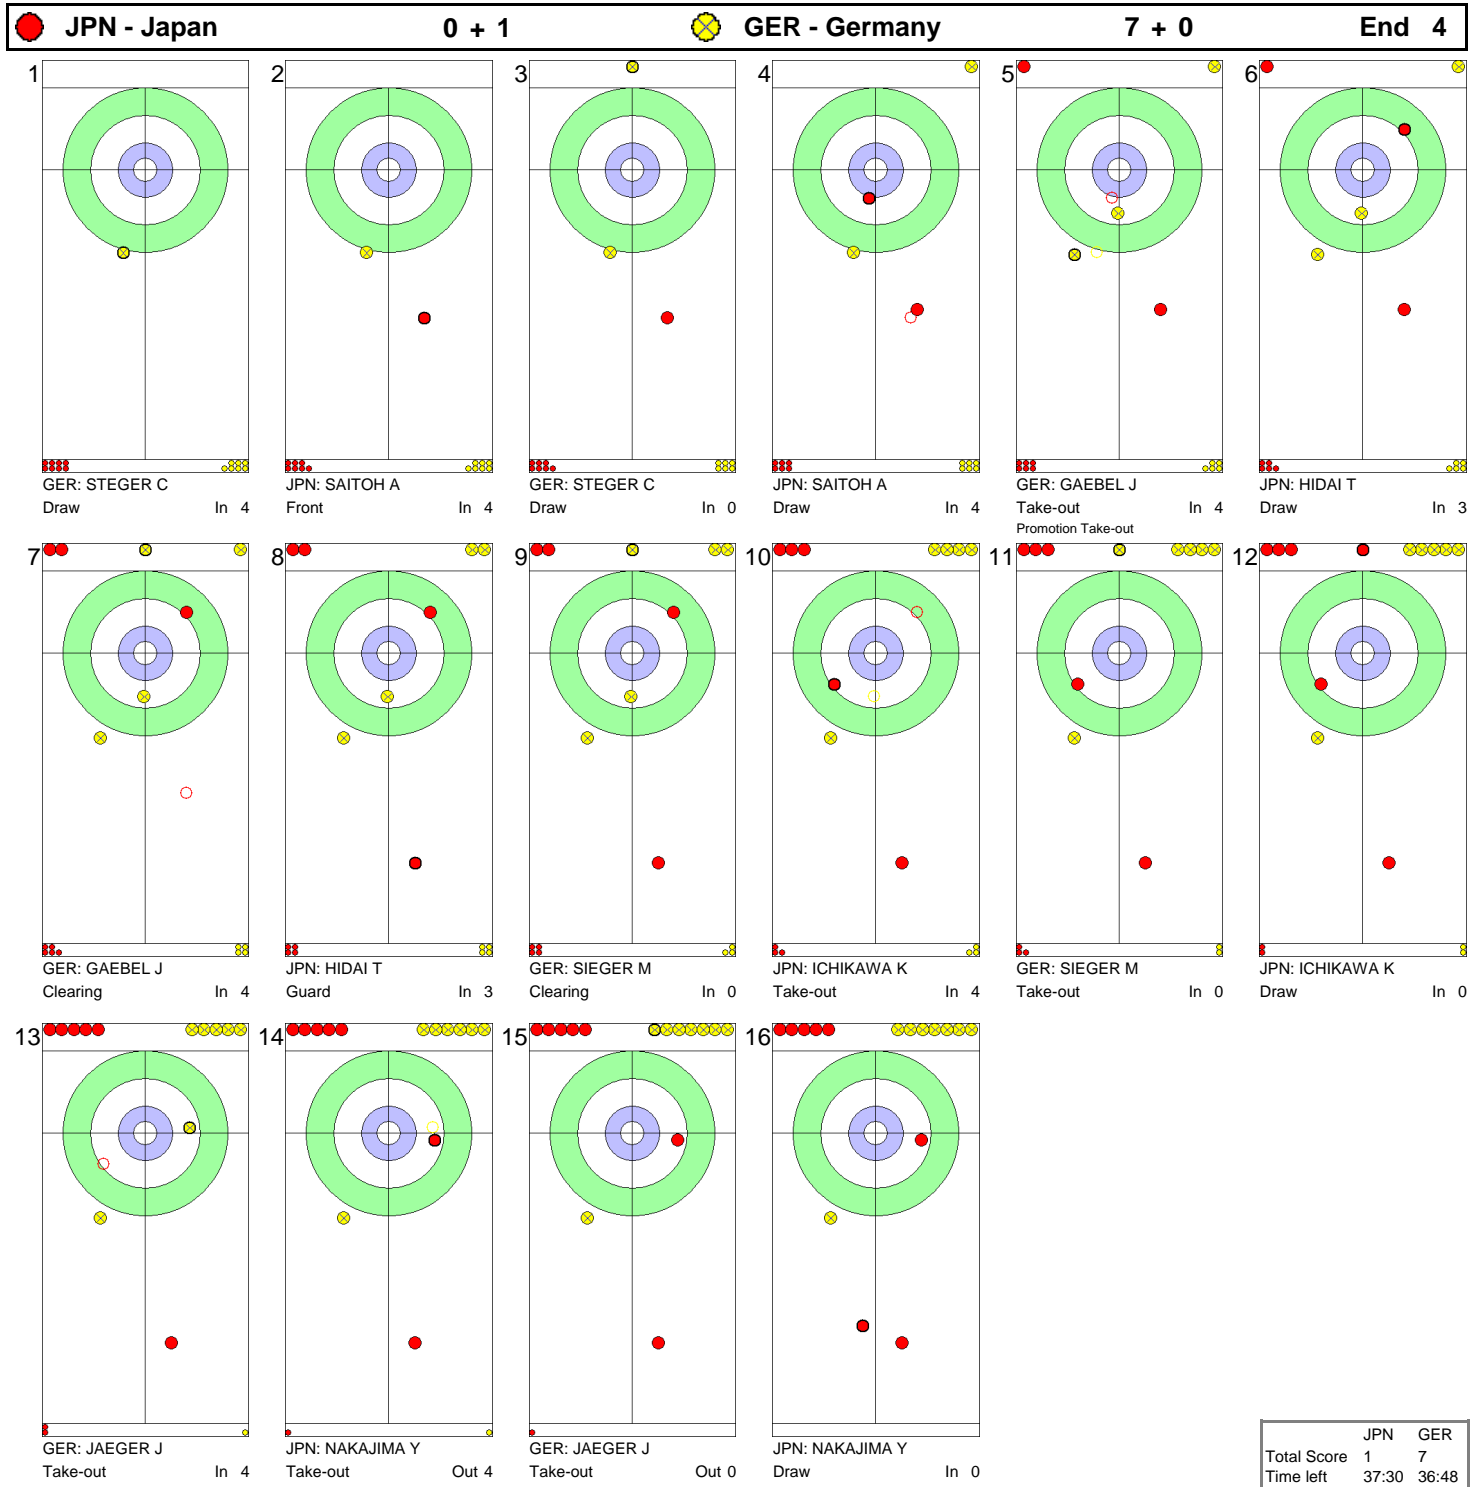 JPN - Japan 0 + 1 GER - Germany 7 + 0 End 4
1 2 3 4 5 6
GER: STEGER C JPN: SAITOH A GER: STEGER C JPN: SAITOH A GER: GAEBEL J JPN: HIDAI T
Draw In 4 Front In 4 Draw In 0 Draw In 4 Take-out In 4 Draw In 3
Promotion Take-out
7 8 9 10 11 12
GER: GAEBEL J JPN: HIDAI T GER: SIEGER M JPN: ICHIKAWA K GER: SIEGER M JPN: ICHIKAWA K
Clearing In 4 Guard In 3 Clearing In 0 Take-out In 4 Take-out In 0 Draw In 0
13 14 15 16
GER: JAEGER J JPN: NAKAJIMA Y GER: JAEGER J JPN: NAKAJIMA Y
Take-out In 4 Take-out Out 4 Take-out Out 0 Draw In 0
JPN GER
Total Score 1 7
Time left 37:30 36:48